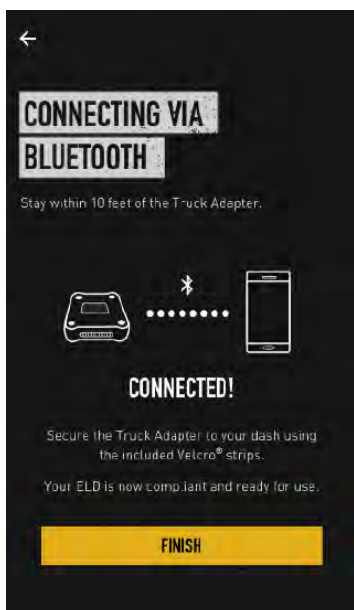 CONNECTING VIA
BLUETOOTH
Stay within 10 feet of the Truck Adapter.
CONNECTED!
Secure the Truck Adapter to your dash using
the included Velcro® strips.
Your ELD is now compliant and ready for use.
FINISH